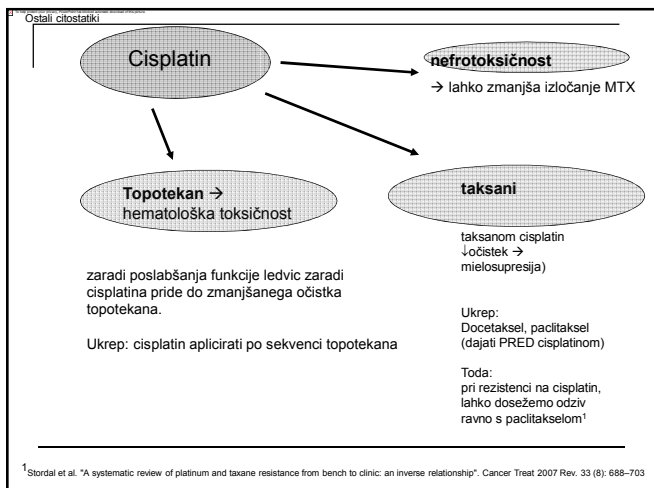 Ostali citostatiki
Cisplatin
nefrotoksičnost
→ lahko zmanjša izločanje MTX
Topotekan →
hematološka toksičnost
zaradi poslabšanja funkcije ledvic zaradi
cisplatina pride do zmanjšanega očistka
topotekana.
Ukrep: cisplatin aplicirati po sekvenci topotekana
taksani
taksanom cisplatin
↓očistek →
mielosupresija)
Ukrep:
Docetaksel, paclitaksel
(dajati PRED cisplatinom)
Toda:
pri rezistenci na cisplatin,
lahko dosežemo odziv
ravno s paclitakselom¹
¹Stordal et al. "A systematic review of platinum and taxane resistance from bench to clinic: an inverse relationship". Cancer Treat 2007 Rev. 33 (8): 688–703